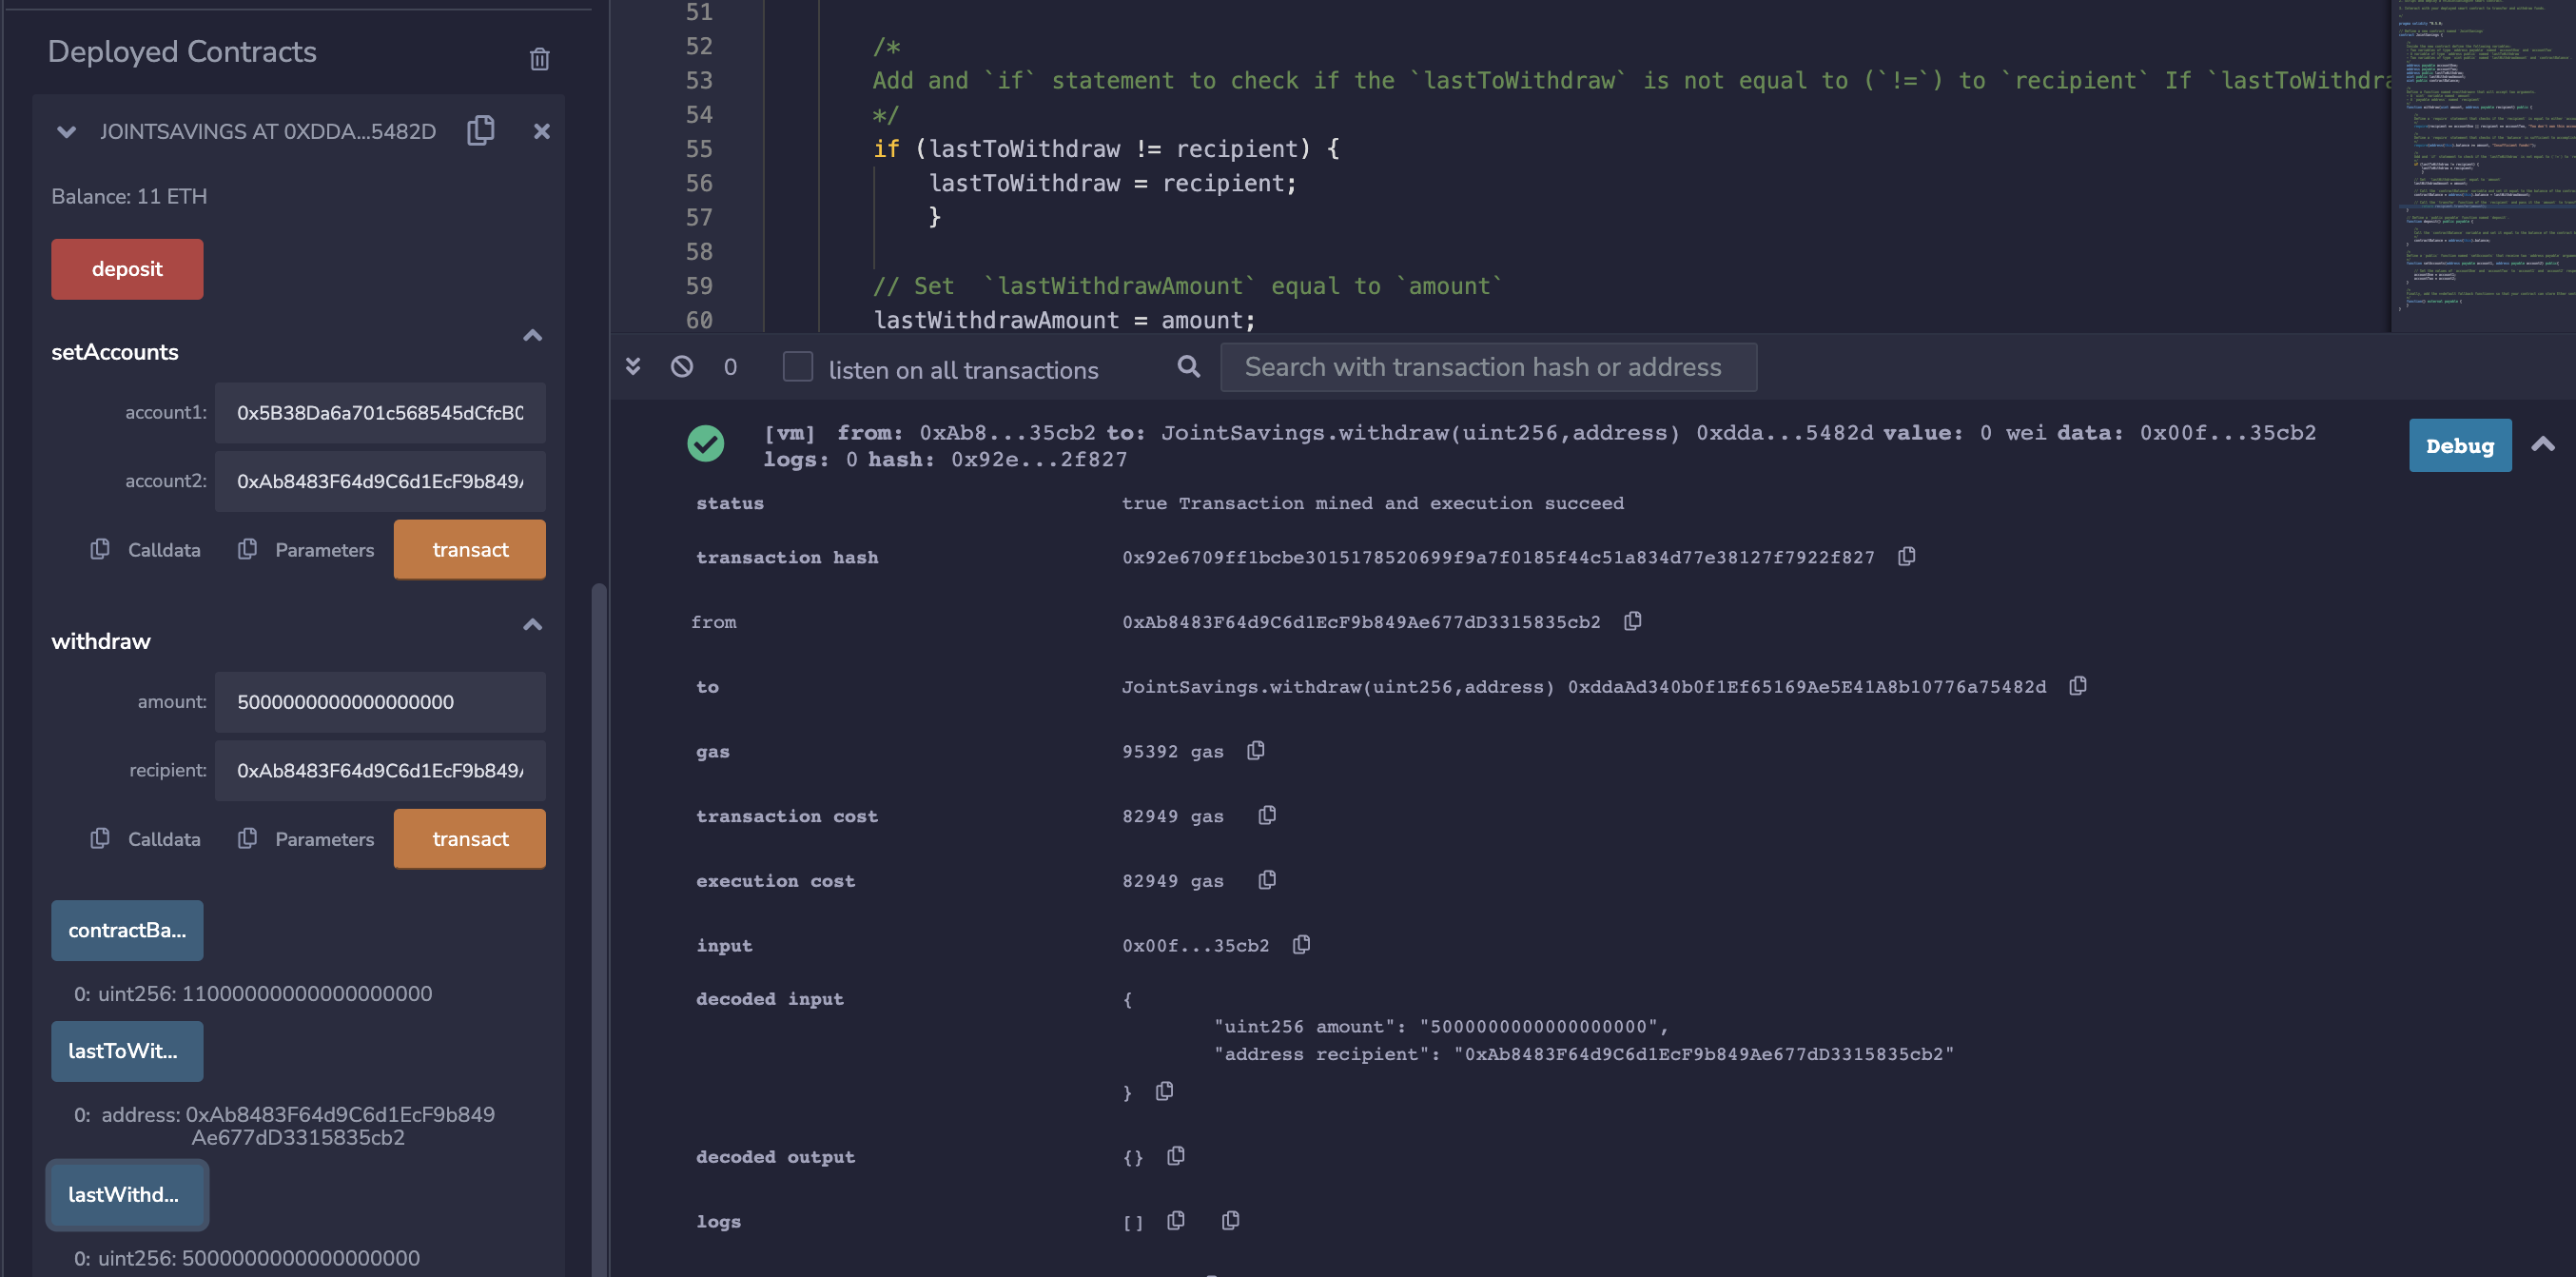 Deployed Contracts
JOINTSAVINGS AT 0XDDA...5482D
Balance: 11 ETH
deposit
setAccounts
account1: 0x5B38Da6a701c568545dCfcB0
account2: 0xAb8483F64d9C6d1EcF9b849A
Calldata Parameters transact
withdraw
amount: 5000000000000000000
recipient: 0xAb8483F64d9C6d1EcF9b849A
Calldata Parameters transact
contractBa...
0: uint256: 11000000000000000000
lastToWit...
0: address: 0xAb8483F64d9C6d1EcF9b849
Ae677dD3315835cb2
lastWithd...
0: uint256: 5000000000000000000
51
52 /*
53 Add and `if` statement to check if the `lastToWithdraw` is not equal to (`!=`) to `recipient` If `lastToWithdra
54 */
55 if (lastToWithdraw != recipient) {
56 lastToWithdraw = recipient;
57 }
58
59 // Set  `lastWithdrawAmount` equal to `amount`
60 lastWithdrawAmount = amount;
0 listen on all transactions Search with transaction hash or address
[vm] from: 0xAb8...35cb2 to: JointSavings.withdraw(uint256,address) 0xdda...5482d value: 0 wei data: 0x00f...35cb2
logs: 0 hash: 0x92e...2f827
Debug
status true Transaction mined and execution succeed
transaction hash 0x92e6709ff1bcbe3015178520699f9a7f0185f44c51a834d77e38127f7922f827
from 0xAb8483F64d9C6d1EcF9b849Ae677dD3315835cb2
to JointSavings.withdraw(uint256,address) 0xddaAd340b0f1Ef65169Ae5E41A8b10776a75482d
gas 95392 gas
transaction cost 82949 gas
execution cost 82949 gas
input 0x00f...35cb2
decoded input {
"uint256 amount": "5000000000000000000",
"address recipient": "0xAb8483F64d9C6d1EcF9b849Ae677dD3315835cb2"
}
decoded output {}
logs []